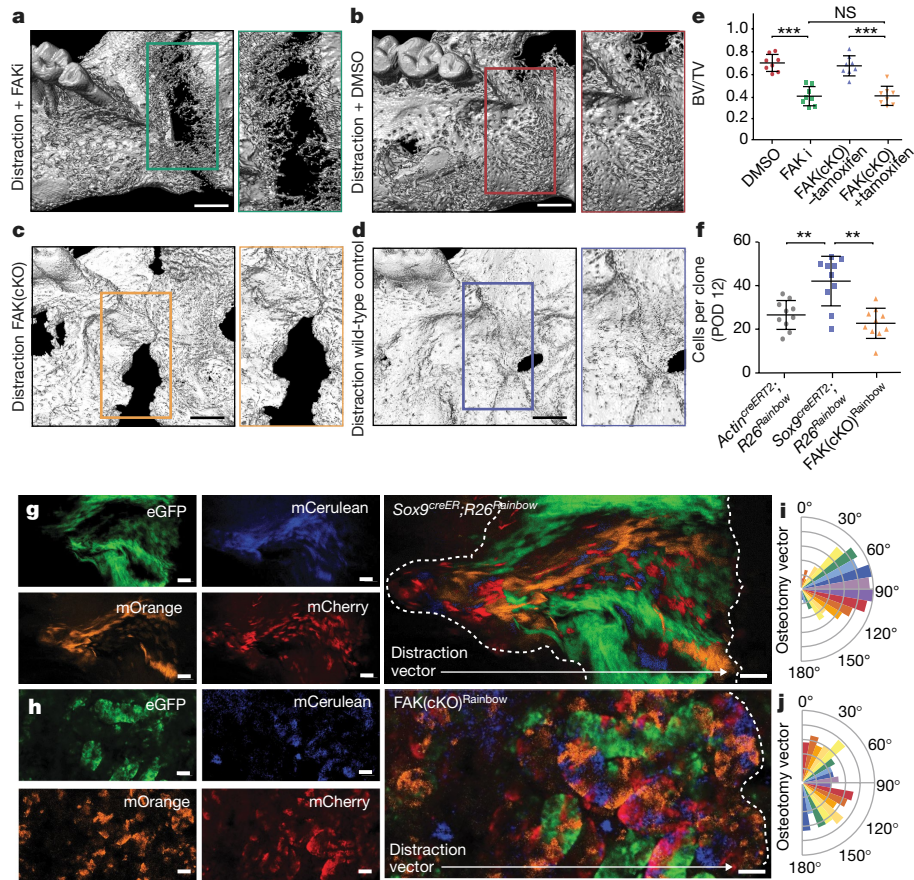 a
Distraction + FAKi
b
Distraction + DMSO
c
Distraction FAK(cKO)
d
Distraction wild-type control
e
NS
***
***
BV/TV
1.0
0.8
0.6
0.4
0.2
0
DMSO
FAK i
FAK(cKO)
–tamoxifen
FAK(cKO)
+tamoxifen
f
**
**
Cells per clone
(POD 12)
60
40
20
0
Actin^creERT2;
R26^Rainbow
Sox9^creERT2;
R26^Rainbow
FAK(cKO)^Rainbow
g
eGFP
mCerulean
mOrange
mCherry
Sox9^creER;R26^Rainbow
Distraction
vector
h
eGFP
mCerulean
mOrange
mCherry
FAK(cKO)^Rainbow
Distraction
vector
i
Osteotomy vector
0°
30°
60°
90°
120°
150°
180°
j
Osteotomy vector
0°
30°
60°
90°
120°
150°
180°